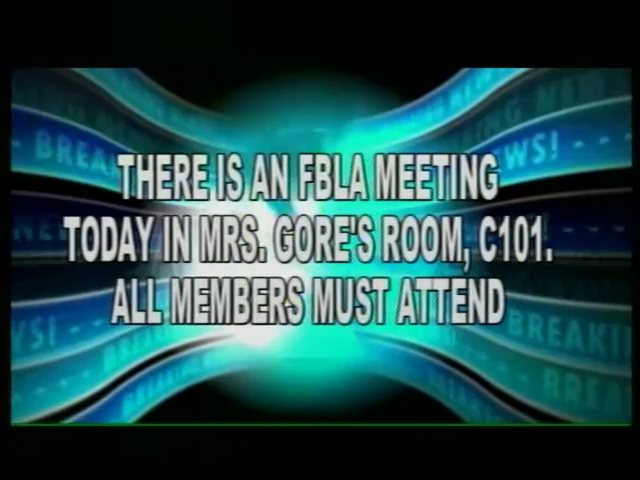 THERE IS AN FBLA MEETING
TODAY IN MRS. GORE'S ROOM, C101.
ALL MEMBERS MUST ATTEND